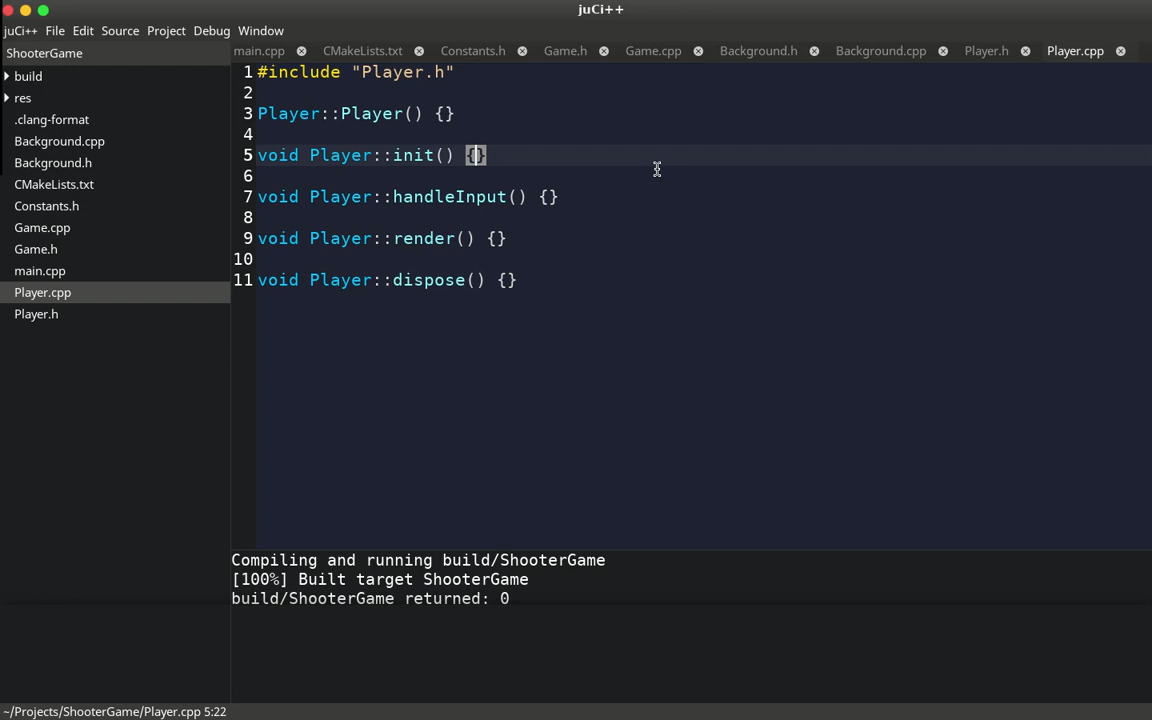 juCi++
juCi++ File Edit Source Project Debug Window
ShooterGame
build
res
.clang-format
Background.cpp
Background.h
CMakeLists.txt
Constants.h
Game.cpp
Game.h
main.cpp
Player.cpp
Player.h
main.cpp CMakeLists.txt Constants.h Game.h Game.cpp Background.h Background.cpp Player.h Player.cpp
1 #include "Player.h"
2
3 Player::Player() {}
4
5 void Player::init() {}
6
7 void Player::handleInput() {}
8
9 void Player::render() {}
10
11 void Player::dispose() {}
Compiling and running build/ShooterGame
[100%] Built target ShooterGame
build/ShooterGame returned: 0
~/Projects/ShooterGame/Player.cpp 5:22